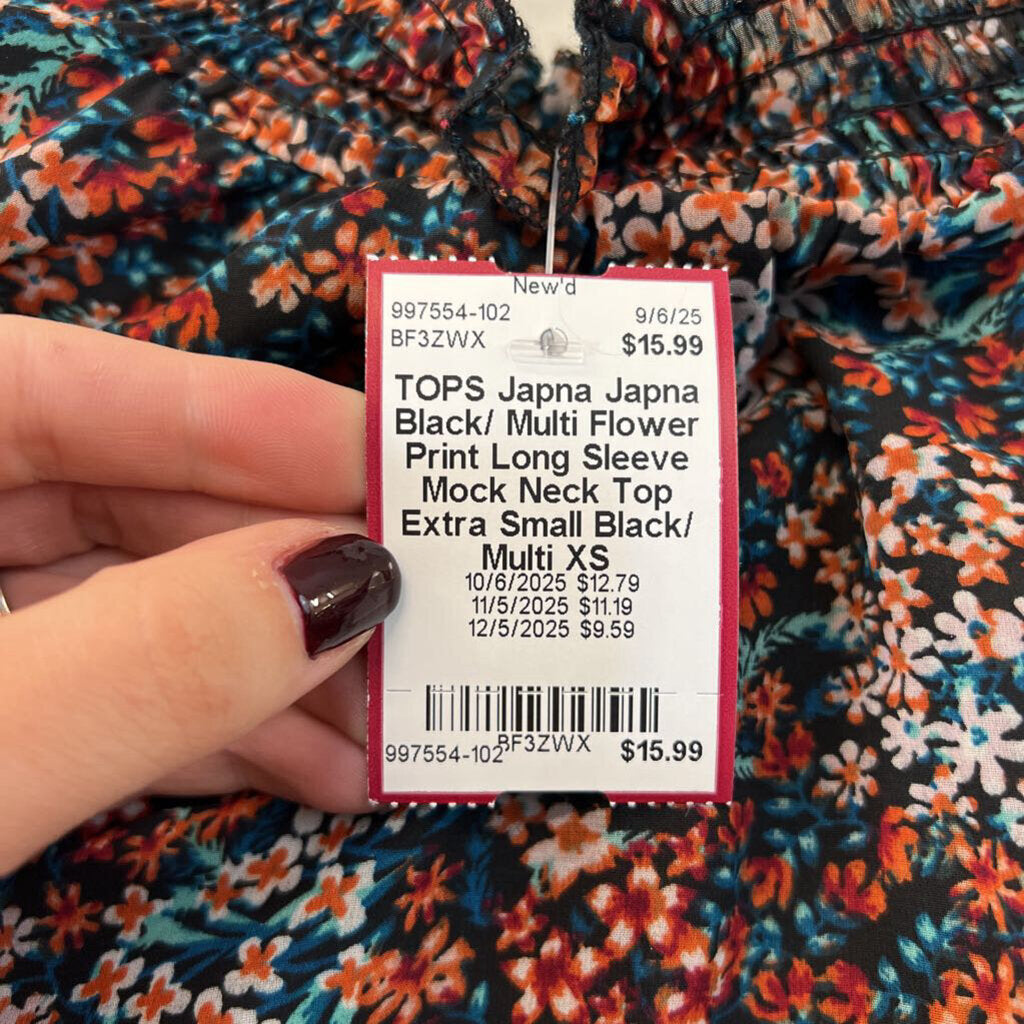 New'd
997554-102 9/6/25
BF3ZWX $15.99
TOPS Japna Japna
Black/ Multi Flower
Print Long Sleeve
Mock Neck Top
Extra Small Black/
Multi XS
10/6/2025 $12.79
11/5/2025 $11.19
12/5/2025 $9.59
997554-102 BF3ZWX $15.99